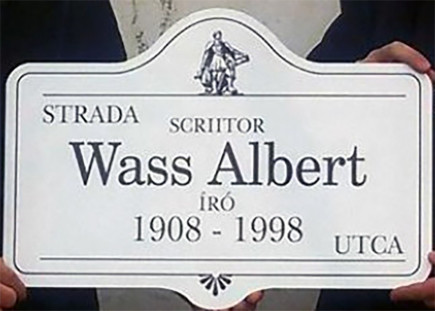 STRADA
SCRIITOR
Wass Albert
ÍRÓ
1908 - 1998
UTCA